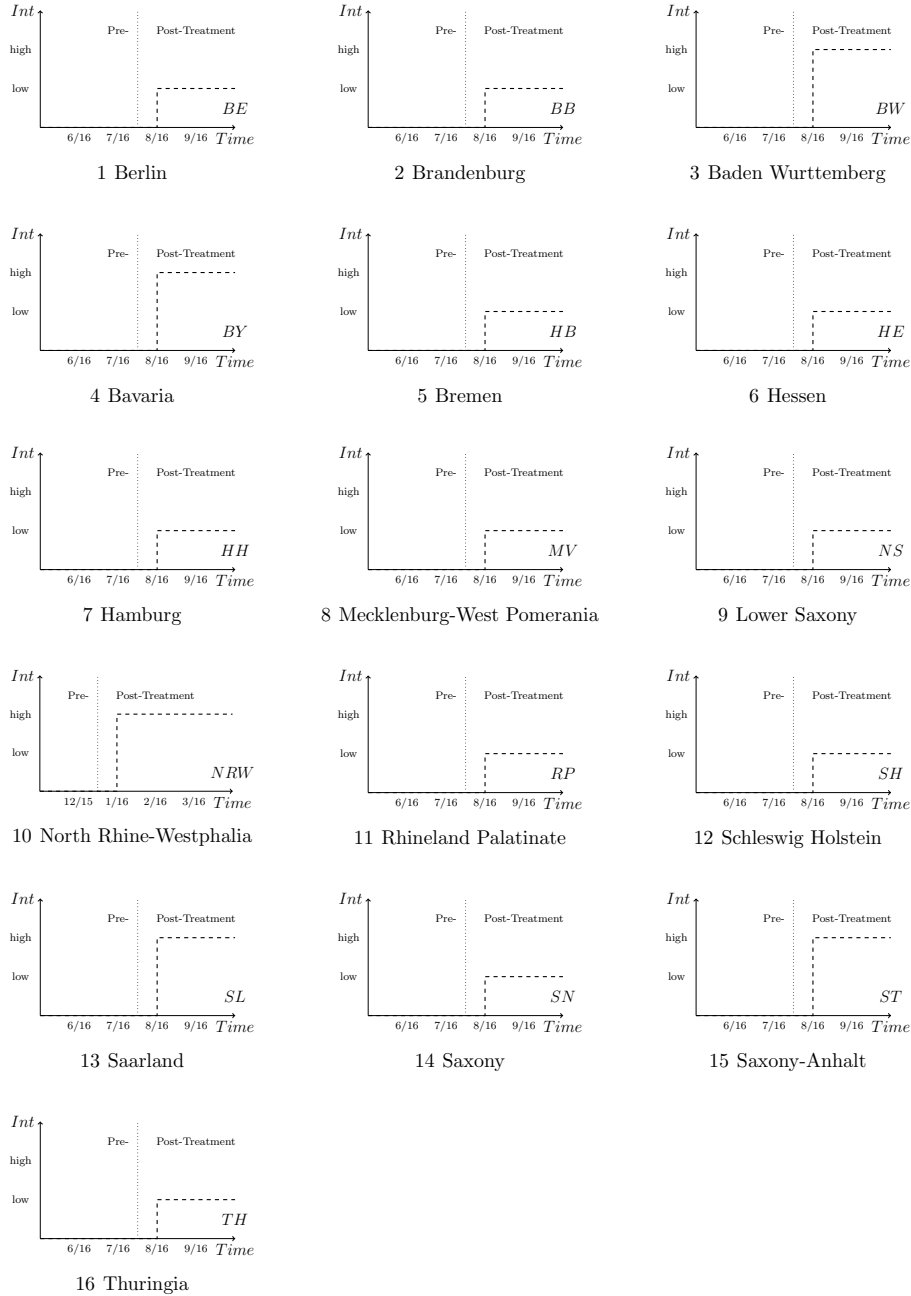 Int
Pre- Post-Treatment
high
low
BE
6/16 7/16 8/16 9/16 Time
1 Berlin
Int
Pre- Post-Treatment
high
low
BB
6/16 7/16 8/16 9/16 Time
2 Brandenburg
Int
Pre- Post-Treatment
high
low
BW
6/16 7/16 8/16 9/16 Time
3 Baden Wurttemberg
Int
Pre- Post-Treatment
high
low
BY
6/16 7/16 8/16 9/16 Time
4 Bavaria
Int
Pre- Post-Treatment
high
low
HB
6/16 7/16 8/16 9/16 Time
5 Bremen
Int
Pre- Post-Treatment
high
low
HE
6/16 7/16 8/16 9/16 Time
6 Hessen
Int
Pre- Post-Treatment
high
low
HH
6/16 7/16 8/16 9/16 Time
7 Hamburg
Int
Pre- Post-Treatment
high
low
MV
6/16 7/16 8/16 9/16 Time
8 Mecklenburg-West Pomerania
Int
Pre- Post-Treatment
high
low
NS
6/16 7/16 8/16 9/16 Time
9 Lower Saxony
Int
Pre- Post-Treatment
high
low
NRW
12/15 1/16 2/16 3/16 Time
10 North Rhine-Westphalia
Int
Pre- Post-Treatment
high
low
RP
6/16 7/16 8/16 9/16 Time
11 Rhineland Palatinate
Int
Pre- Post-Treatment
high
low
SH
6/16 7/16 8/16 9/16 Time
12 Schleswig Holstein
Int
Pre- Post-Treatment
high
low
SL
6/16 7/16 8/16 9/16 Time
13 Saarland
Int
Pre- Post-Treatment
high
low
SN
6/16 7/16 8/16 9/16 Time
14 Saxony
Int
Pre- Post-Treatment
high
low
ST
6/16 7/16 8/16 9/16 Time
15 Saxony-Anhalt
Int
Pre- Post-Treatment
high
low
TH
6/16 7/16 8/16 9/16 Time
16 Thuringia